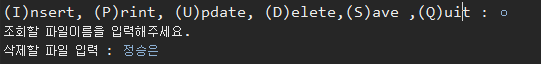 (I)nsert, (P)rint, (U)pdate, (D)elete,(S)ave ,(Q)uit : ㅇ
조회할 파일이름을 입력해주세요.
삭제할 파일 입력 : 정승은